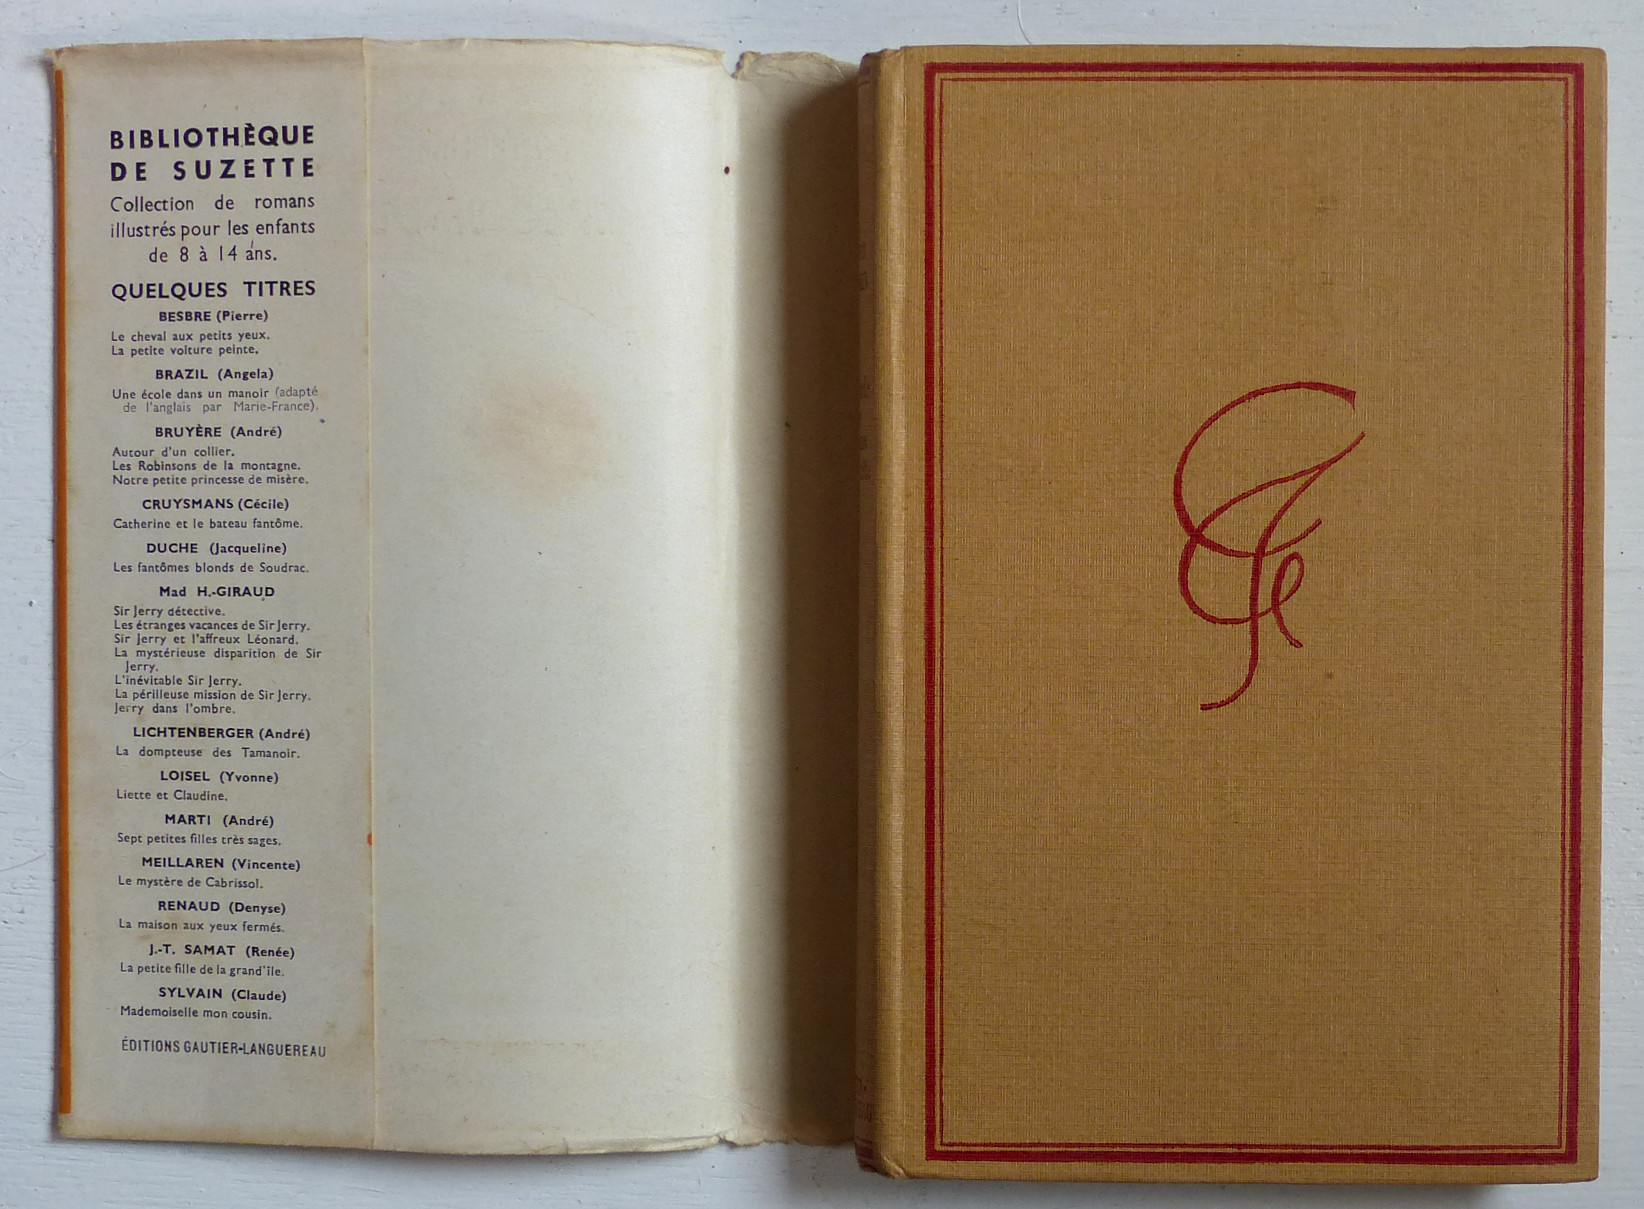 BIBLIOTHÈQUE
DE SUZETTE
Collection de romans
illustrés pour les enfants
de 8 à 14 ans.
QUELQUES TITRES
BESBRE (Pierre)
Le cheval aux petits yeux.
La petite voiture peinte.
BRAZIL (Angela)
Une école dans un manoir (adapté
de l'anglais par Marie-France).
BRUYÈRE (André)
Autour d'un collier.
Les Robinsons de la montagne.
Notre petite princesse de misère.
CRUYSMANS (Cécile)
Catherine et le bateau fantôme.
DUCHE (Jacqueline)
Les fantômes blonds de Soudrac.
Mad H.-GIRAUD
Sir Jerry détective.
Les étranges vacances de Sir Jerry.
Sir Jerry et l'affreux Léonard.
La mystérieuse disparition de Sir
Jerry.
L'inévitable Sir Jerry.
La périlleuse mission de Sir Jerry.
Jerry dans l'ombre.
LICHTENBERGER (André)
La dompteuse des Tamanoir.
LOISEL (Yvonne)
Liette et Claudine.
MARTI (André)
Sept petites filles très sages.
MEILLAREN (Vincente)
Le mystère de Cabrissol.
RENAUD (Denyse)
La maison aux yeux fermés.
J.-T. SAMAT (Renée)
La petite fille de la grand'île.
SYLVAIN (Claude)
Mademoiselle mon cousin.
ÉDITIONS GAUTIER-LANGUEREAU